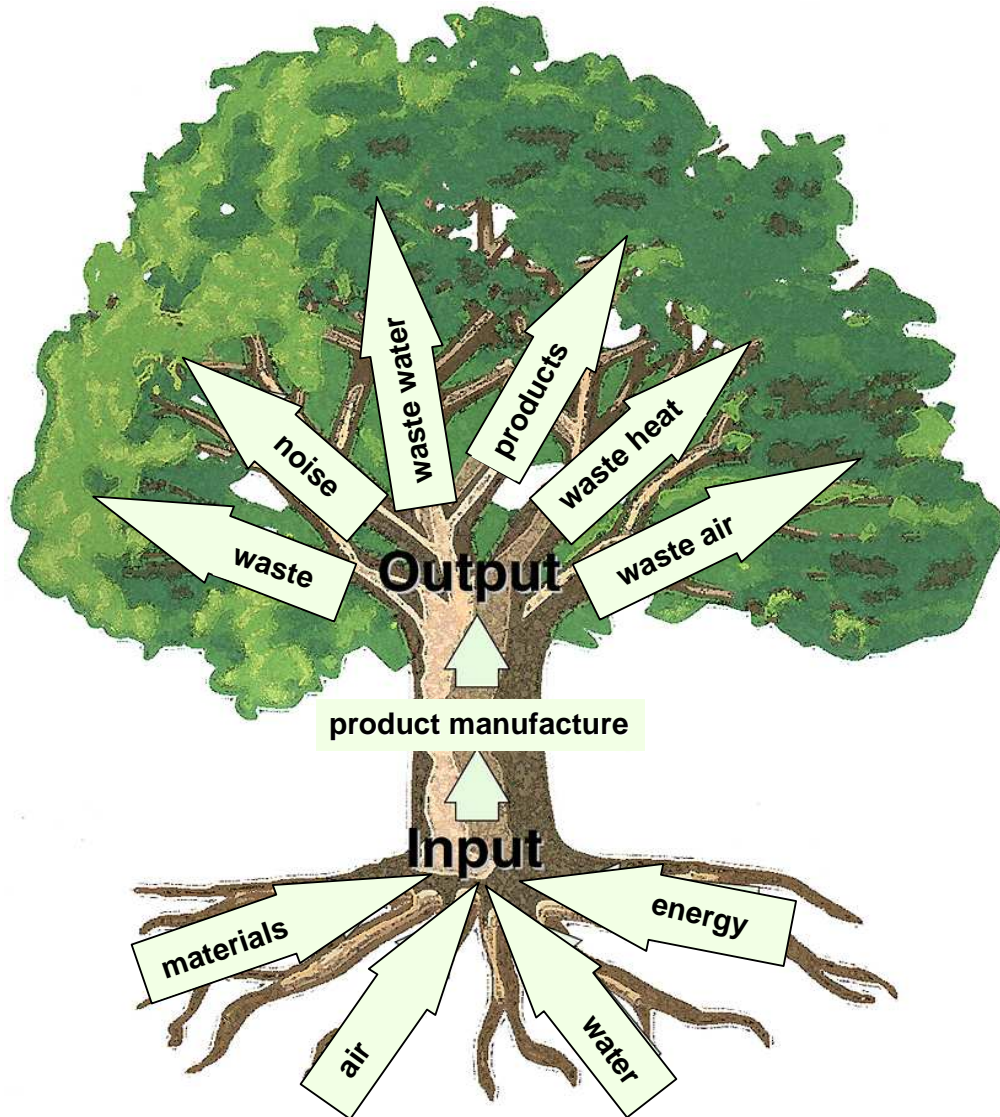 waste water
products
noise
waste heat
waste
waste air
Output
product manufacture
Input
materials
energy
air
water